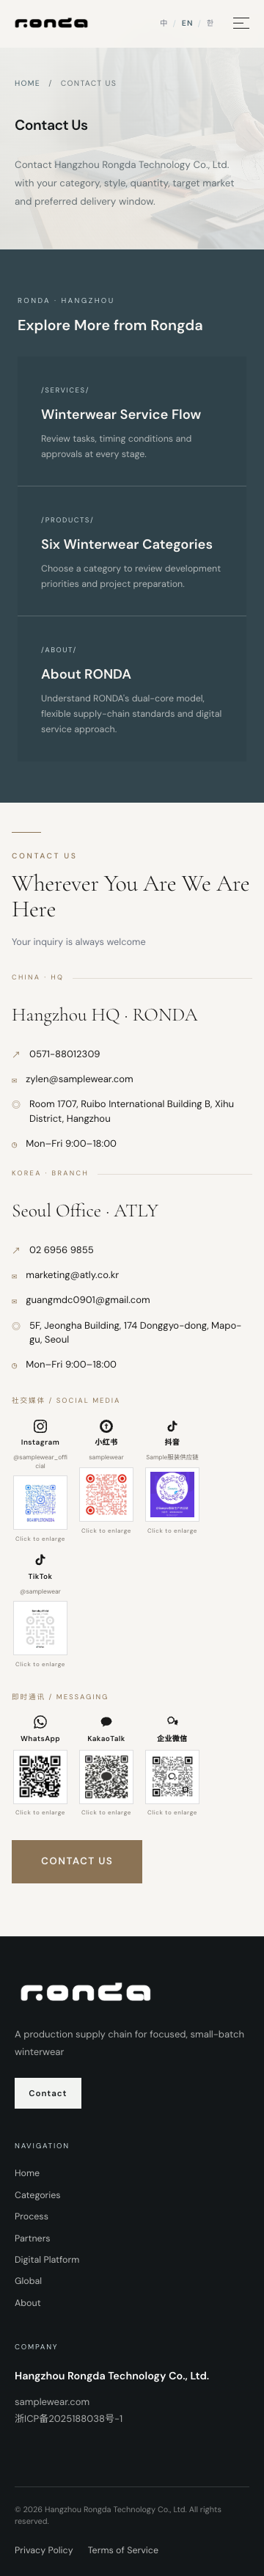 ronda
中 / EN / 한
HOME / CONTACT US
Contact Us
Contact Hangzhou Rongda Technology Co., Ltd.
with your category, style, quantity, target market
and preferred delivery window.
RONDA · HANGZHOU
Explore More from Rongda
/SERVICES/
Winterwear Service Flow
Review tasks, timing conditions and
approvals at every stage.
/PRODUCTS/
Six Winterwear Categories
Choose a category to review development
priorities and project preparation.
/ABOUT/
About RONDA
Understand RONDA's dual-core model,
flexible supply-chain standards and digital
service approach.
CONTACT US
Wherever You Are We Are
Here
Your inquiry is always welcome
CHINA · HQ
Hangzhou HQ · RONDA
0571-88012309
zylen@samplewear.com
Room 1707, Ruibo International Building B, Xihu
District, Hangzhou
Mon–Fri 9:00–18:00
KOREA · BRANCH
Seoul Office · ATLY
02 6956 9855
marketing@atly.co.kr
guangmdc0901@gmail.com
5F, Jeongha Building, 174 Donggyo-dong, Mapo-
gu, Seoul
Mon–Fri 9:00–18:00
社交媒体 / SOCIAL MEDIA
Instagram 小红书 抖音
@samplewear_offi
cial
samplewear
Sample服装供应链
Click to enlarge
Click to enlarge
Click to enlarge
TikTok
@samplewear
Click to enlarge
即时通讯 / MESSAGING
WhatsApp KakaoTalk 企业微信
Click to enlarge Click to enlarge Click to enlarge
CONTACT US
ronda
A production supply chain for focused, small-batch
winterwear
Contact
NAVIGATION
Home
Categories
Process
Partners
Digital Platform
Global
About
COMPANY
Hangzhou Rongda Technology Co., Ltd.
samplewear.com
浙ICP备2025188038号-1
© 2026 Hangzhou Rongda Technology Co., Ltd. All rights
reserved.
Privacy Policy Terms of Service